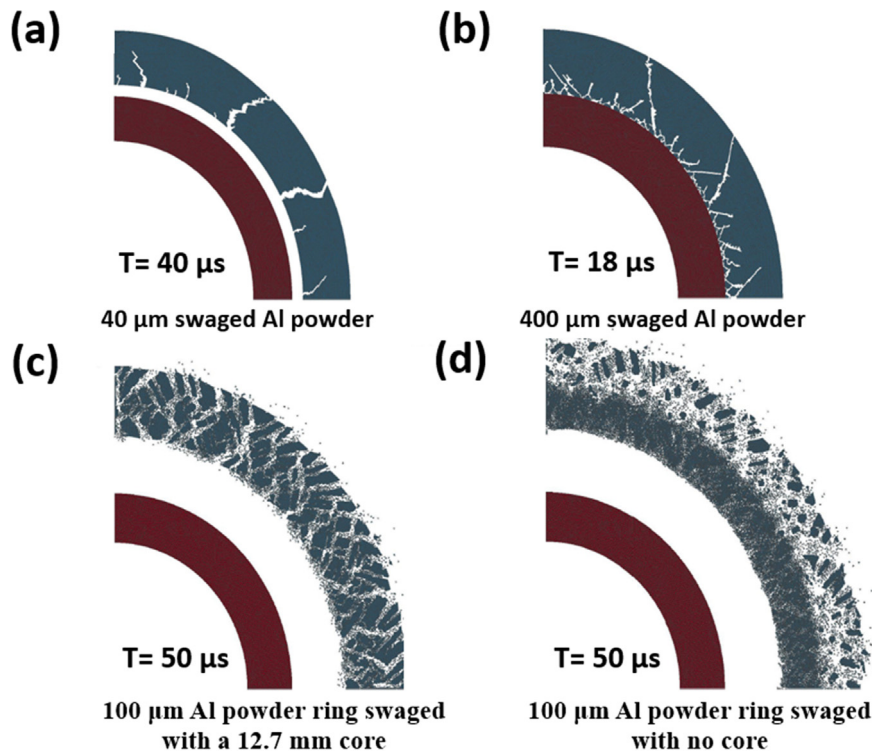 (a)
T= 40 μs
40 μm swaged Al powder
(b)
T= 18 μs
400 μm swaged Al powder
(c)
T= 50 μs
100 μm Al powder ring swaged
with a 12.7 mm core
(d)
T= 50 μs
100 μm Al powder ring swaged
with no core